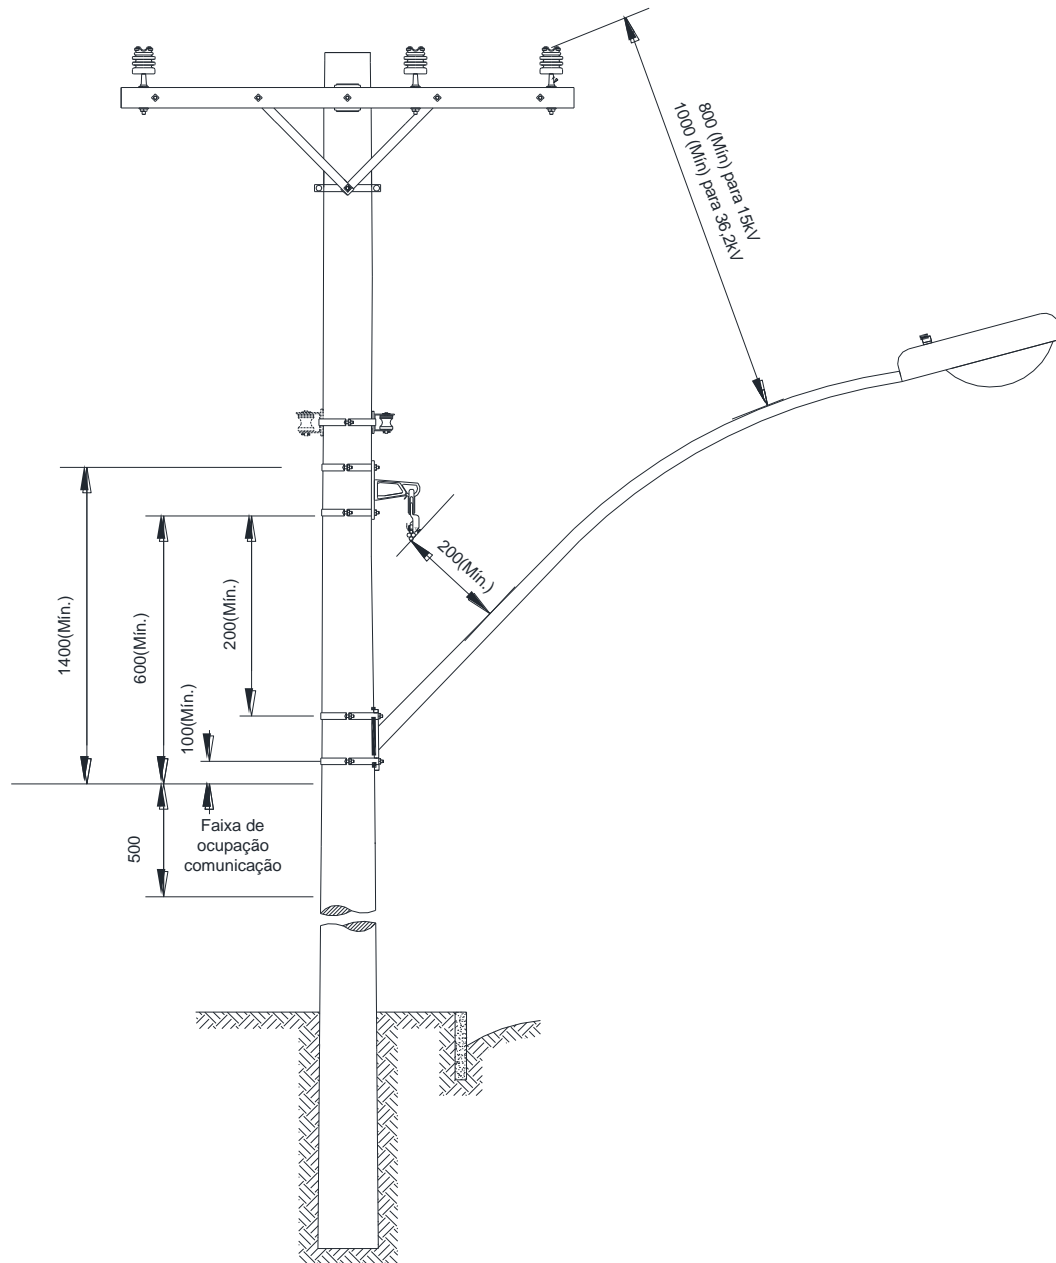 800 (Mín) para 15kV
1000 (Mín) para 36,2kV
200(Mín.)
1400(Mín.)
600(Mín.)
200(Mín.)
100(Mín.)
500
Faixa de
ocupação
comunicação